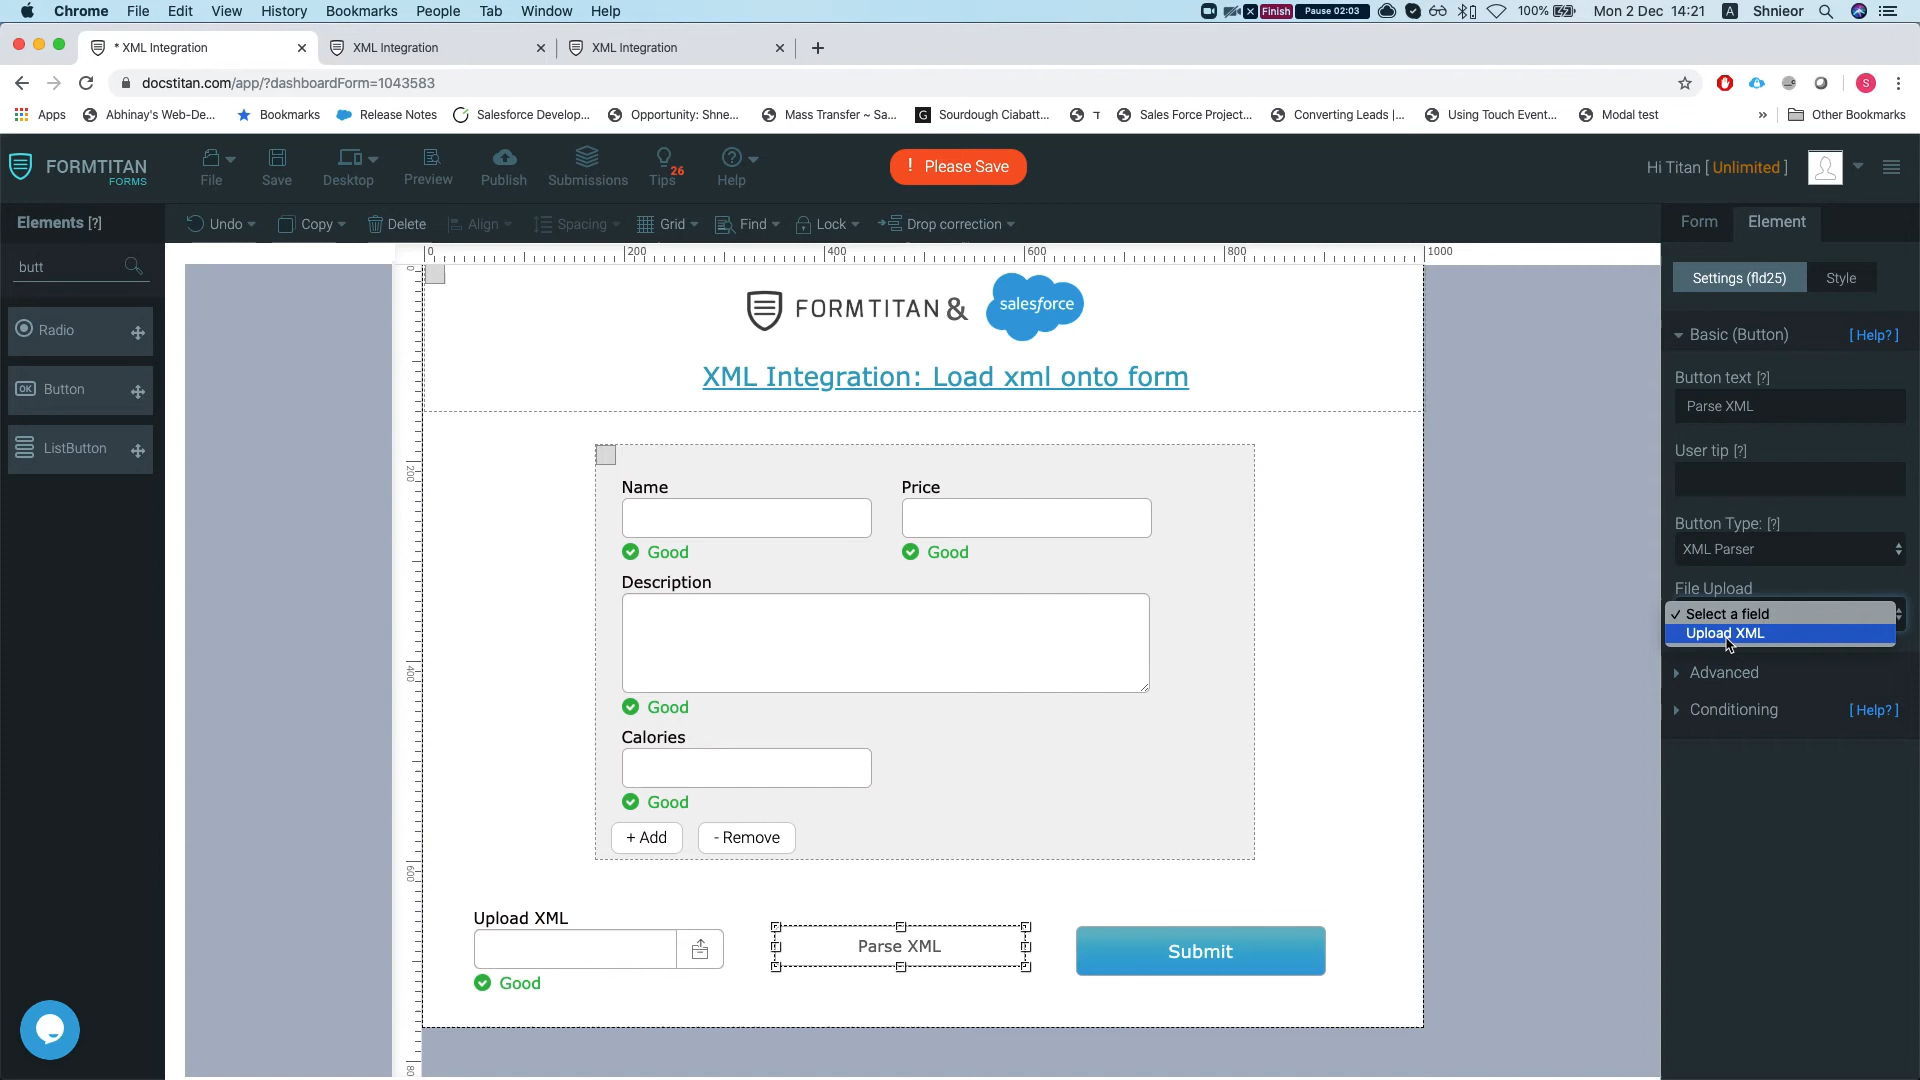 Chrome File Edit View History Bookmarks People Tab Window Help
Finish Pause 02:03 100% Mon 2 Dec 14:21 A Shnieor
* XML Integration
XML Integration
XML Integration
docstitan.com/app/?dashboardForm=1043583
S
Apps Abhinay's Web-De... Bookmarks Release Notes Salesforce Develop... Opportunity: Shne... Mass Transfer ~ Sa... G Sourdough Ciabatt... T Sales Force Project... Converting Leads |... Using Touch Event... Modal test » Other Bookmarks
FORMTITAN
FORMS
File Save Desktop Preview Publish Submissions Tips 26 Help
! Please Save
Hi Titan [ Unlimited ]
Elements [?]
Undo Copy Delete Align Spacing Grid Find Lock Drop correction
Form Element
butt
Radio
OK Button
ListButton
0 200 400 600 800 1000
0
200
400
600
80
FORMTITAN & salesforce
XML Integration: Load xml onto form
Name
Good
Price
Good
Description
Good
Calories
Good
+ Add
- Remove
Upload XML
Good
Parse XML
Submit
Settings (fld25) Style
Basic (Button) [ Help? ]
Button text [?]
Parse XML
User tip [?]
Button Type: [?]
XML Parser
File Upload
✓ Select a field
Upload XML
Advanced
Conditioning [ Help? ]